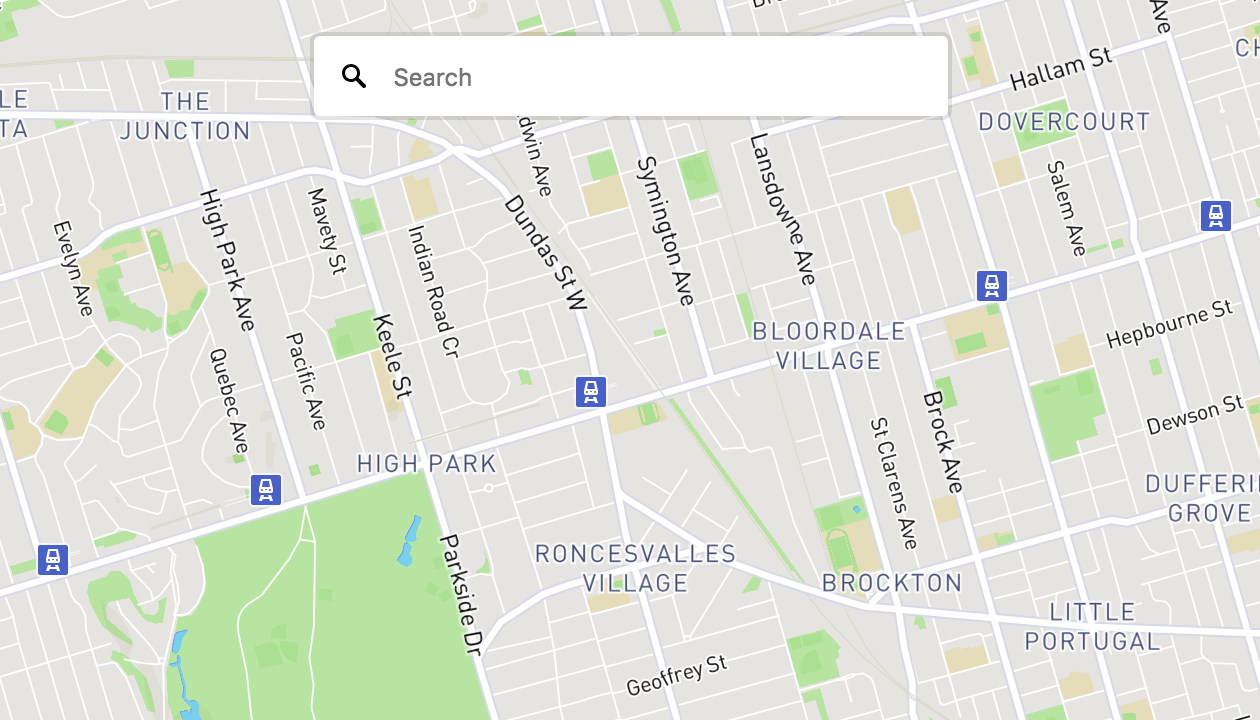 Search
Ave
Hallam St
THE
JUNCTION
DOVERCOURT
Lansdowne Ave
Symington Ave
Salem Ave
High Park Ave
Mavety St
Dundas St W
Evelyn Ave
Indian Road Cr
Hepbourne St
BLOORDALE
VILLAGE
Keele St
Pacific Ave
Quebec Ave
Brock Ave
Dewson St
St Clarens Ave
HIGH PARK
GROVE
Parkside Dr
RONCESVALLES
VILLAGE
BROCKTON
LITTLE
PORTUGAL
Geoffrey St